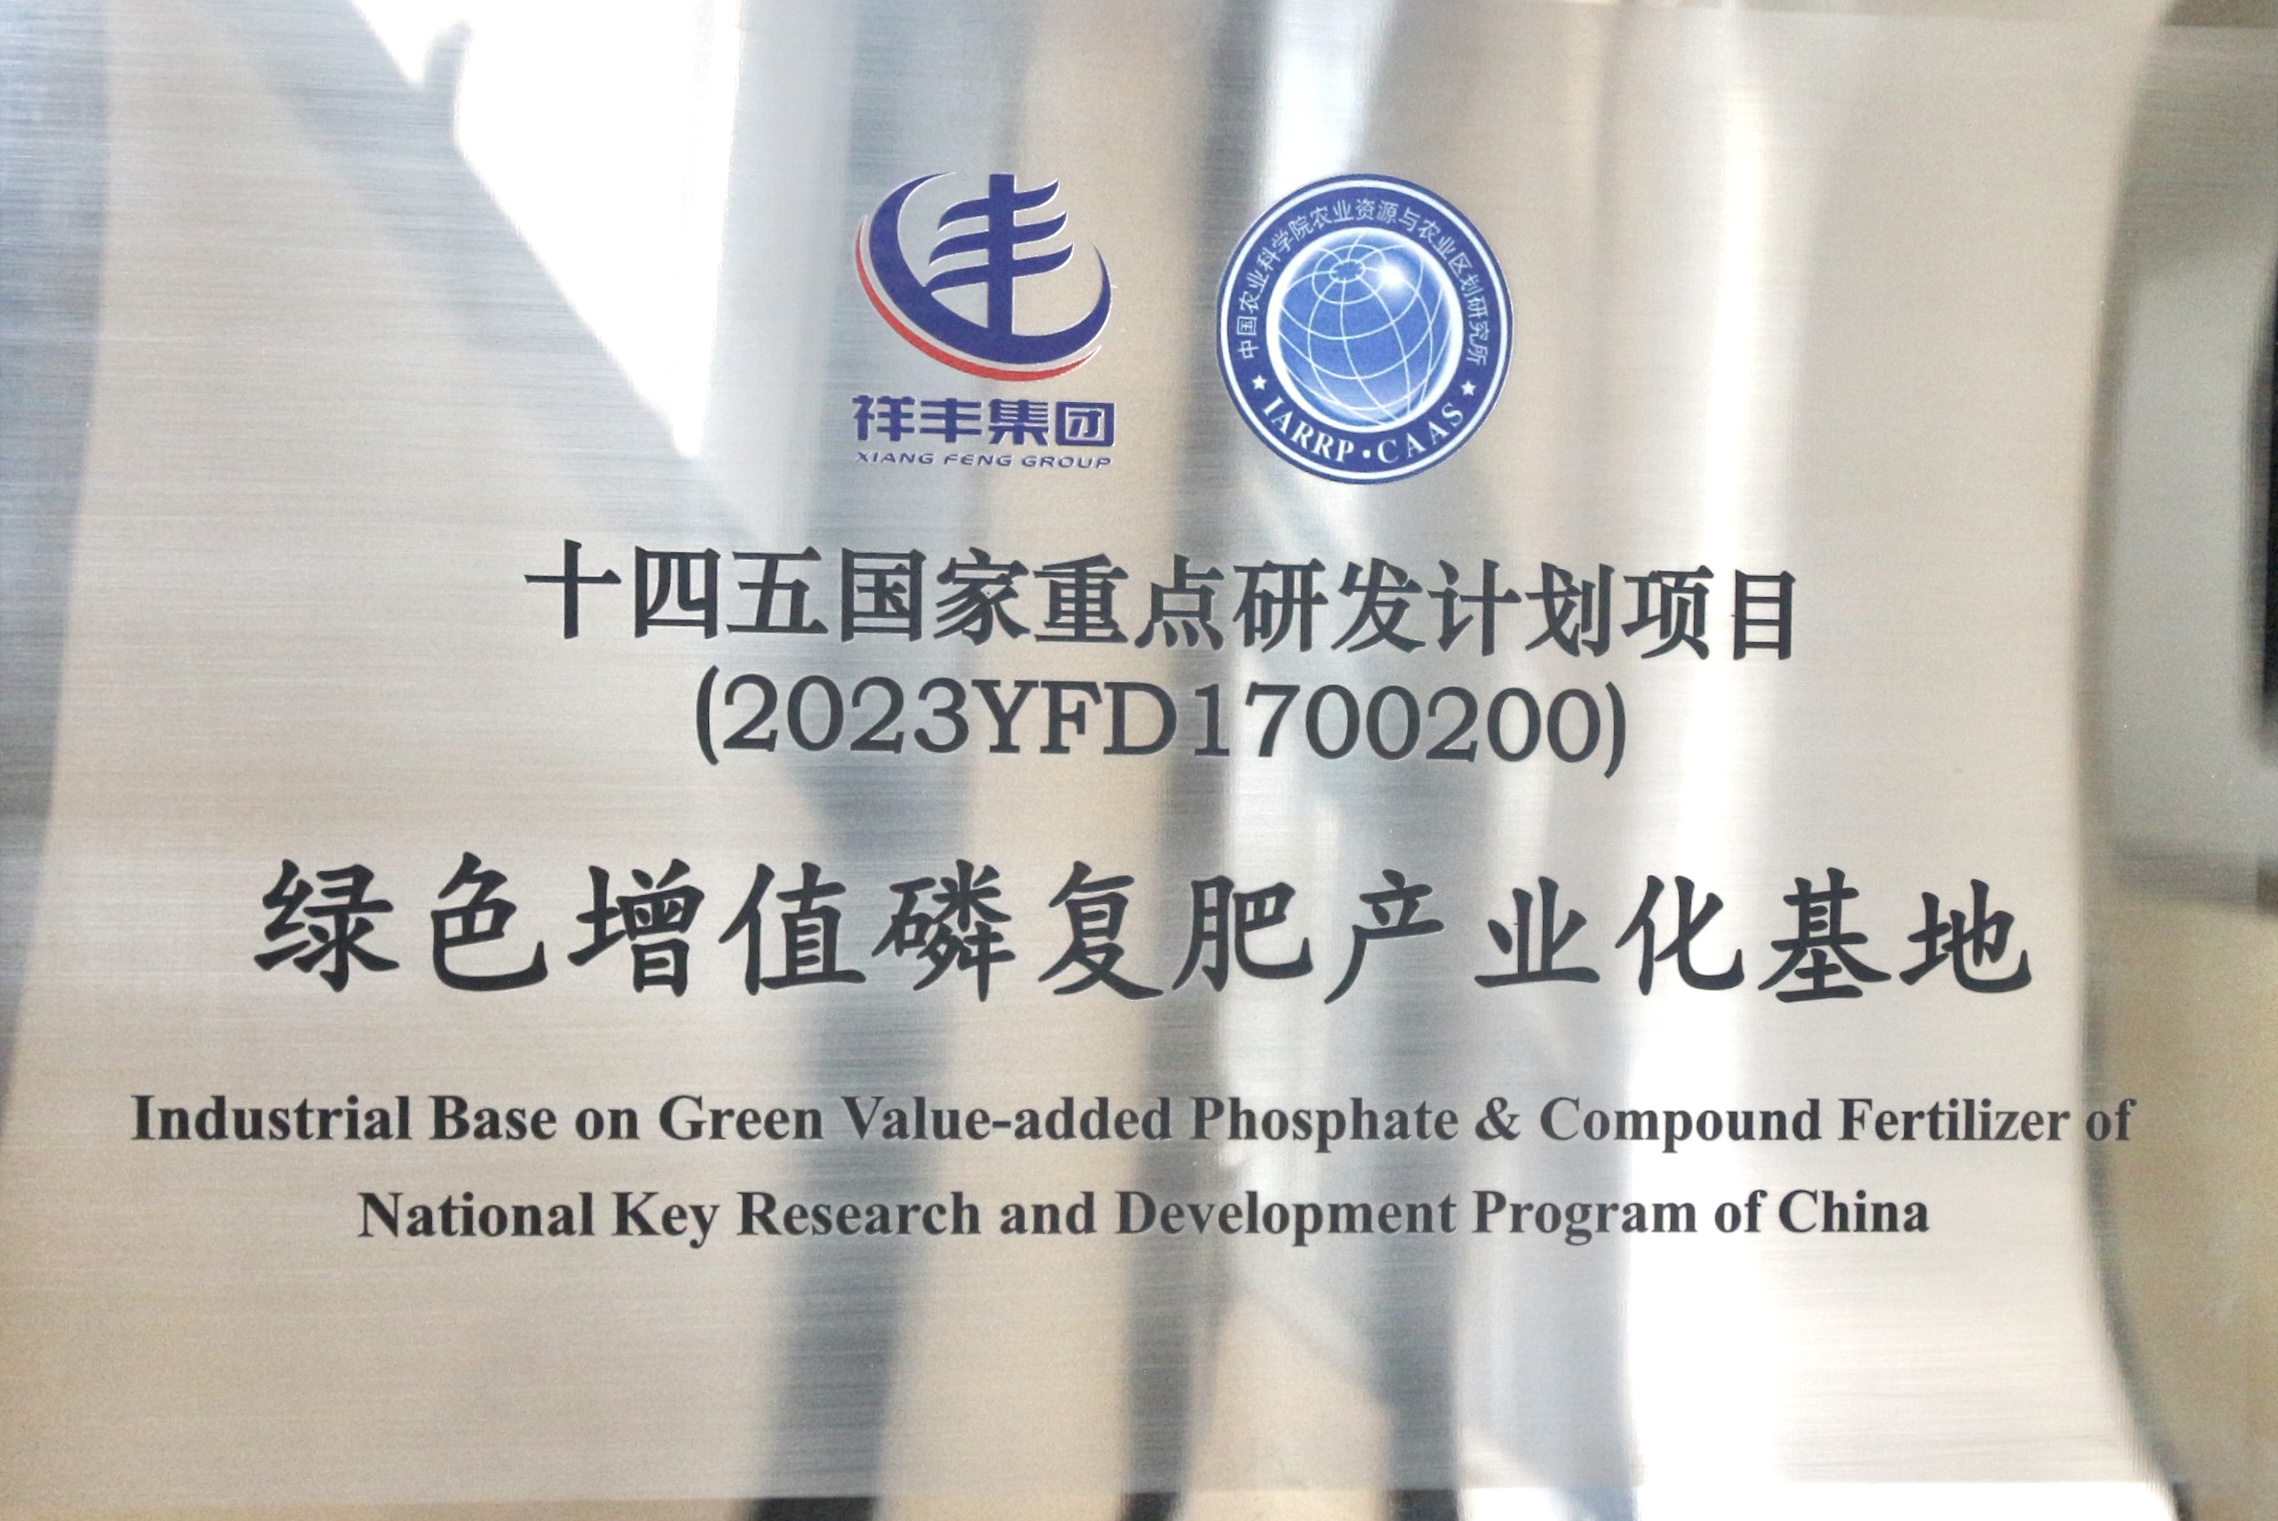 祥丰集团
XIANG FENG GROUP
中国农业科学院农业资源与农业区划研究所
IARRP·CAAS
十四五国家重点研发计划项目
(2023YFD1700200)
绿色增值磷复肥产业化基地
Industrial Base on Green Value-added Phosphate & Compound Fertilizer of
National Key Research and Development Program of China